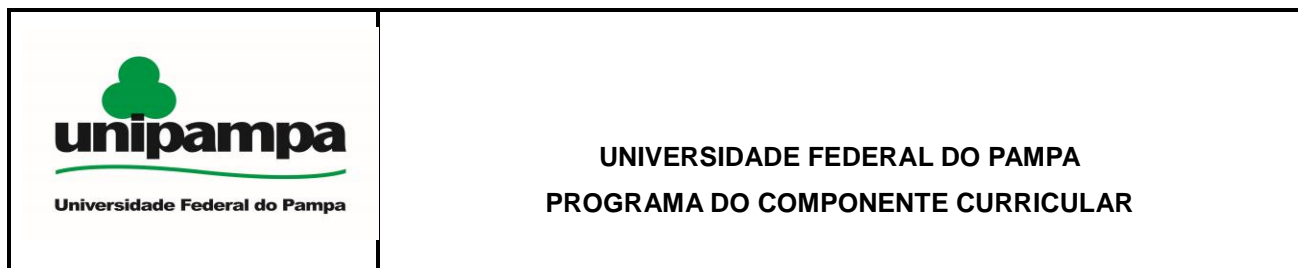 unipampa
Universidade Federal do Pampa
UNIVERSIDADE FEDERAL DO PAMPA
PROGRAMA DO COMPONENTE CURRICULAR